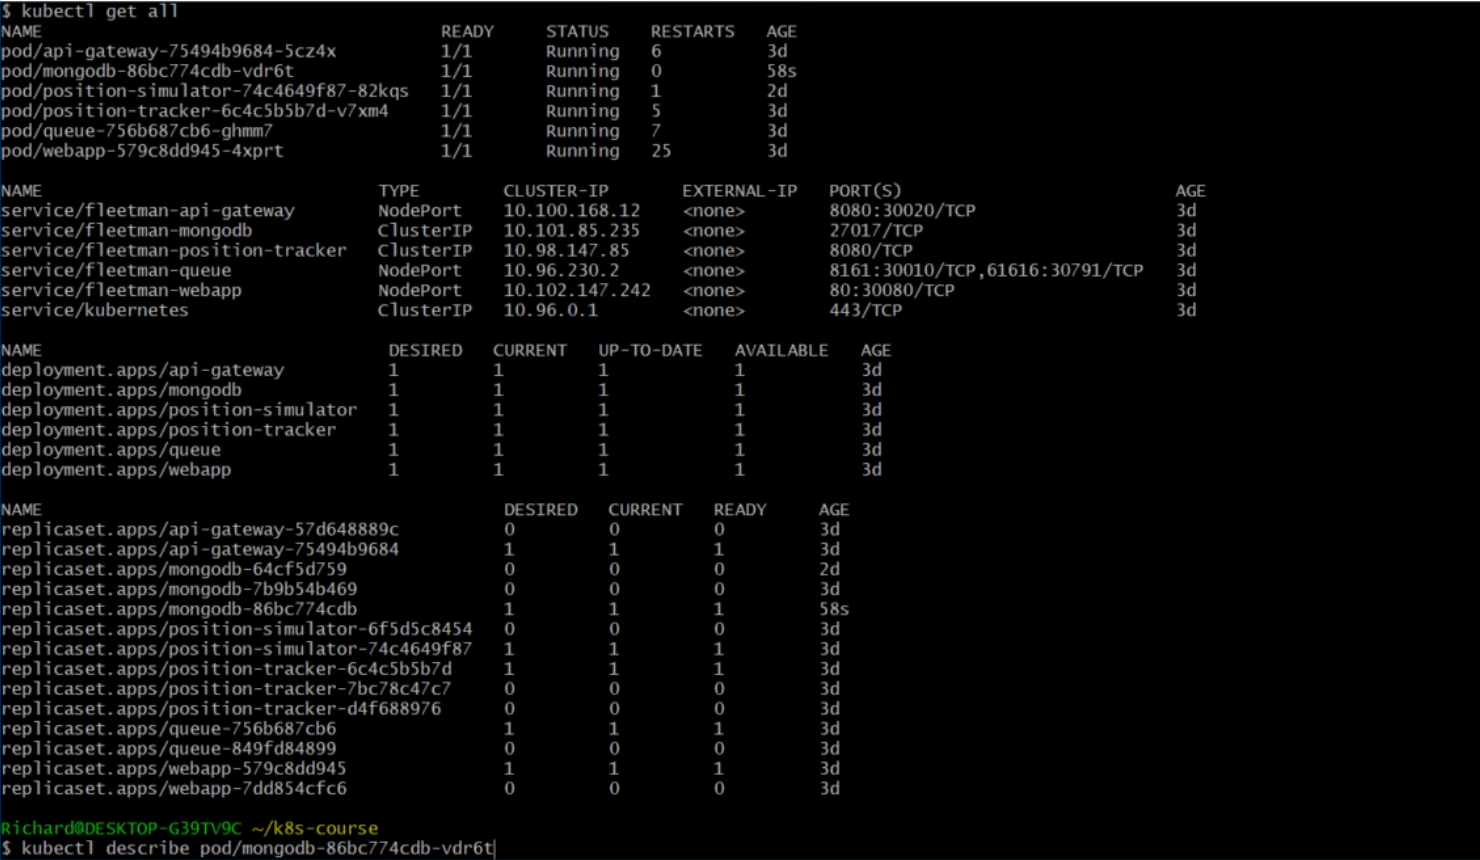 $ kubectl get all
NAME READY STATUS RESTARTS AGE
pod/api-gateway-75494b9684-5cz4x 1/1 Running 6 3d
pod/mongodb-86bc774cdb-vdr6t 1/1 Running 0 58s
pod/position-simulator-74c4649f87-82kqs 1/1 Running 1 2d
pod/position-tracker-6c4c5b5b7d-v7xm4 1/1 Running 5 3d
pod/queue-756b687cb6-ghmm7 1/1 Running 7 3d
pod/webapp-579c8dd945-4xprt 1/1 Running 25 3d
NAME TYPE CLUSTER-IP EXTERNAL-IP PORT(S) AGE
service/fleetman-api-gateway NodePort 10.100.168.12 <none> 8080:30020/TCP 3d
service/fleetman-mongodb ClusterIP 10.101.85.235 <none> 27017/TCP 3d
service/fleetman-position-tracker ClusterIP 10.98.147.85 <none> 8080/TCP 3d
service/fleetman-queue NodePort 10.96.230.2 <none> 8161:30010/TCP,61616:30791/TCP 3d
service/fleetman-webapp NodePort 10.102.147.242 <none> 80:30080/TCP 3d
service/kubernetes ClusterIP 10.96.0.1 <none> 443/TCP 3d
NAME DESIRED CURRENT UP-TO-DATE AVAILABLE AGE
deployment.apps/api-gateway 1 1 1 1 3d
deployment.apps/mongodb 1 1 1 1 3d
deployment.apps/position-simulator 1 1 1 1 3d
deployment.apps/position-tracker 1 1 1 1 3d
deployment.apps/queue 1 1 1 1 3d
deployment.apps/webapp 1 1 1 1 3d
NAME DESIRED CURRENT READY AGE
replicaset.apps/api-gateway-57d648889c 0 0 0 3d
replicaset.apps/api-gateway-75494b9684 1 1 1 3d
replicaset.apps/mongodb-64cf5d759 0 0 0 2d
replicaset.apps/mongodb-7b9b54b469 0 0 0 3d
replicaset.apps/mongodb-86bc774cdb 1 1 1 58s
replicaset.apps/position-simulator-6f5d5c8454 0 0 0 3d
replicaset.apps/position-simulator-74c4649f87 1 1 1 3d
replicaset.apps/position-tracker-6c4c5b5b7d 1 1 1 3d
replicaset.apps/position-tracker-7bc78c47c7 0 0 0 3d
replicaset.apps/position-tracker-d4f688976 0 0 0 3d
replicaset.apps/queue-756b687cb6 1 1 1 3d
replicaset.apps/queue-849fd84899 0 0 0 3d
replicaset.apps/webapp-579c8dd945 1 1 1 3d
replicaset.apps/webapp-7dd854cfc6 0 0 0 3d
Richard@DESKTOP-G39TV9C ~/k8s-course
$ kubectl describe pod/mongodb-86bc774cdb-vdr6t